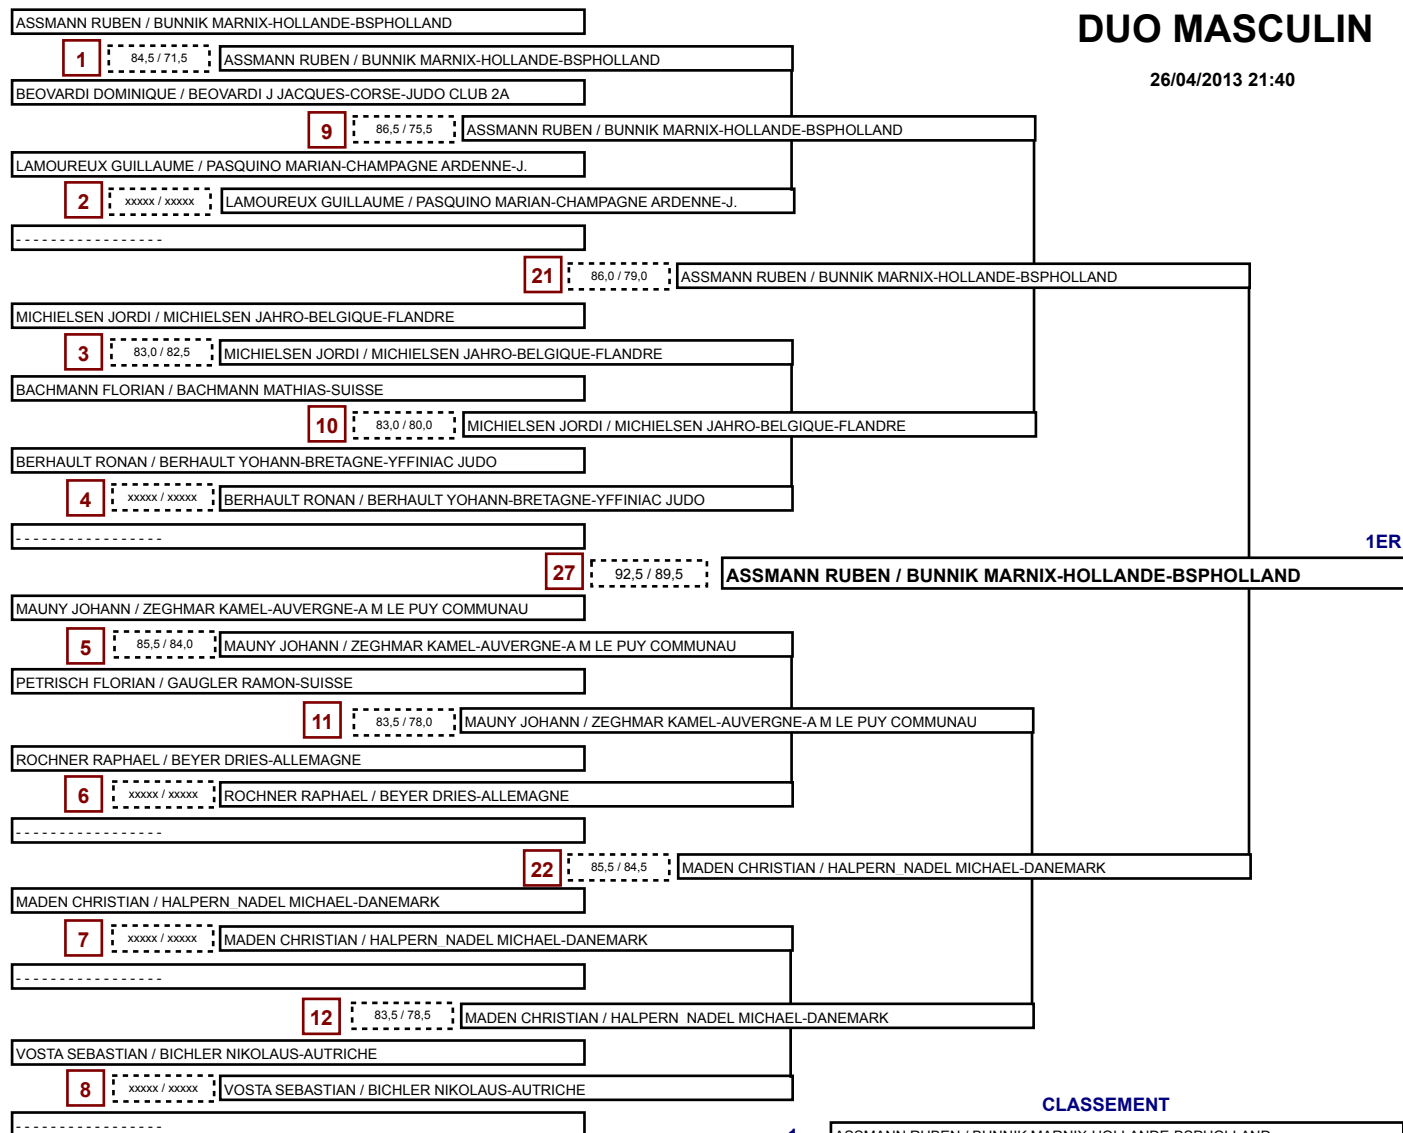 DUO MASCULIN
26/04/2013 21:40
ASSMANN RUBEN / BUNNIK MARNIX-HOLLANDE-BSPHOLLAND
1 84,5 / 71,5 ASSMANN RUBEN / BUNNIK MARNIX-HOLLANDE-BSPHOLLAND
BEOVARDI DOMINIQUE / BEOVARDI J JACQUES-CORSE-JUDO CLUB 2A
9 86,5 / 75,5 ASSMANN RUBEN / BUNNIK MARNIX-HOLLANDE-BSPHOLLAND
LAMOUREUX GUILLAUME / PASQUINO MARIAN-CHAMPAGNE ARDENNE-J.
2 xxxxx / xxxxx LAMOUREUX GUILLAUME / PASQUINO MARIAN-CHAMPAGNE ARDENNE-J.
- - - - - - - - - - - - - - - - -
21 86,0 / 79,0 ASSMANN RUBEN / BUNNIK MARNIX-HOLLANDE-BSPHOLLAND
MICHIELSEN JORDI / MICHIELSEN JAHRO-BELGIQUE-FLANDRE
3 83,0 / 82,5 MICHIELSEN JORDI / MICHIELSEN JAHRO-BELGIQUE-FLANDRE
BACHMANN FLORIAN / BACHMANN MATHIAS-SUISSE
10 83,0 / 80,0 MICHIELSEN JORDI / MICHIELSEN JAHRO-BELGIQUE-FLANDRE
BERHAULT RONAN / BERHAULT YOHANN-BRETAGNE-YFFINIAC JUDO
4 xxxxx / xxxxx BERHAULT RONAN / BERHAULT YOHANN-BRETAGNE-YFFINIAC JUDO
- - - - - - - - - - - - - - - - -
1ER
27 92,5 / 89,5 ASSMANN RUBEN / BUNNIK MARNIX-HOLLANDE-BSPHOLLAND
MAUNY JOHANN / ZEGHMAR KAMEL-AUVERGNE-A M LE PUY COMMUNAU
5 85,5 / 84,0 MAUNY JOHANN / ZEGHMAR KAMEL-AUVERGNE-A M LE PUY COMMUNAU
PETRISCH FLORIAN / GAUGLER RAMON-SUISSE
11 83,5 / 78,0 MAUNY JOHANN / ZEGHMAR KAMEL-AUVERGNE-A M LE PUY COMMUNAU
ROCHNER RAPHAEL / BEYER DRIES-ALLEMAGNE
6 xxxxx / xxxxx ROCHNER RAPHAEL / BEYER DRIES-ALLEMAGNE
- - - - - - - - - - - - - - - - -
22 85,5 / 84,5 MADEN CHRISTIAN / HALPERN_NADEL MICHAEL-DANEMARK
MADEN CHRISTIAN / HALPERN_NADEL MICHAEL-DANEMARK
7 xxxxx / xxxxx MADEN CHRISTIAN / HALPERN_NADEL MICHAEL-DANEMARK
- - - - - - - - - - - - - - - - -
12 83,5 / 78,5 MADEN CHRISTIAN / HALPERN_NADEL MICHAEL-DANEMARK
VOSTA SEBASTIAN / BICHLER NIKOLAUS-AUTRICHE
8 xxxxx / xxxxx VOSTA SEBASTIAN / BICHLER NIKOLAUS-AUTRICHE
CLASSEMENT
- - - - - - - - - - - - - - - - -
1 ASSMANN RUBEN / BUNNIK MARNIX-HOLLANDE-BSPHOLLAND